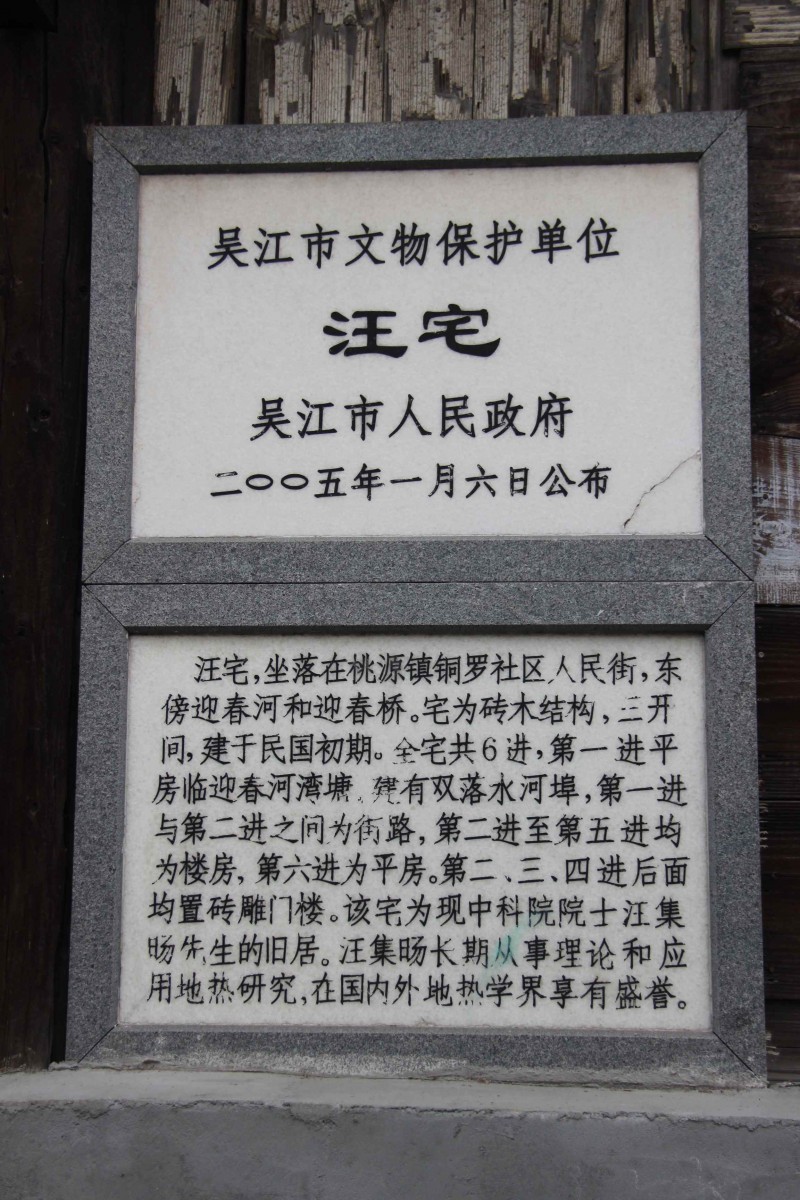 吴江市文物保护单位
汪宅
吴江市人民政府
二〇〇五年一月六日公布
汪宅，坐落在桃源镇铜罗社区人民街，东
傍迎春河和迎春桥。宅为砖木结构，三开
间，建于民国初期。全宅共6进，第一进平
房临迎春河湾塘，建有双落水河埠，第一进
与第二进之间为街路，第二进至第五进均
为楼房，第六进为平房。第二、三、四进后面
均置砖雕门楼。该宅为现中科院院士汪集
旸先生的旧居。汪集旸长期从事理论和应
用地热研究，在国内外地热学界享有盛誉。